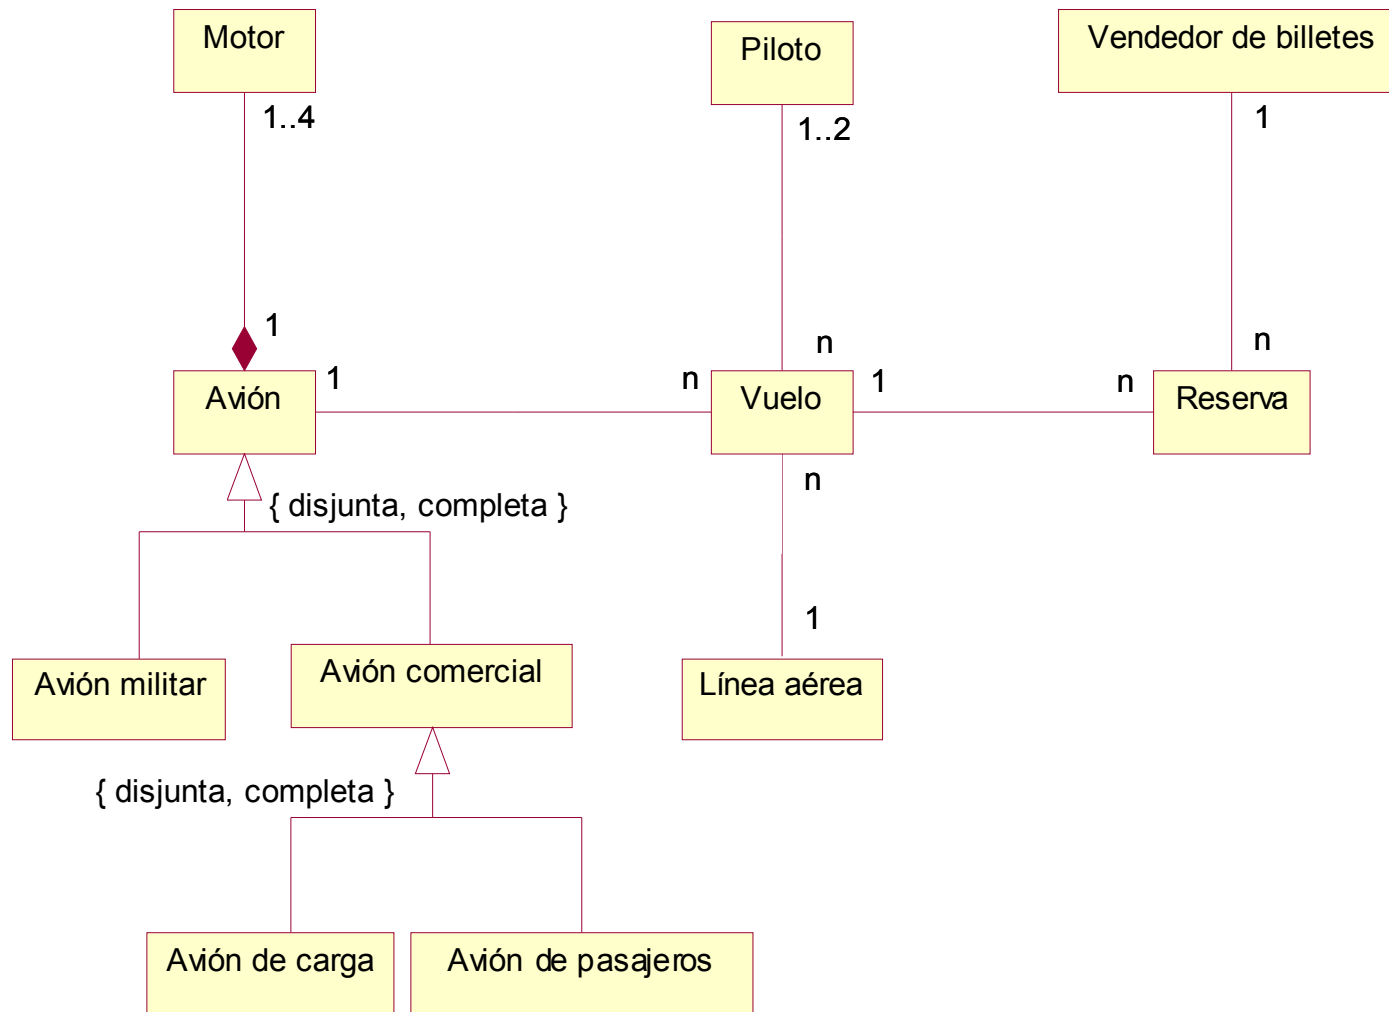 Motor
Piloto
Vendedor de billetes
1..4
1..2
1
1
n
n
Avión
1
n
Vuelo
1
n
Reserva
{ disjunta, completa }
n
1
Avión militar
Avión comercial
Línea aérea
{ disjunta, completa }
Avión de carga
Avión de pasajeros